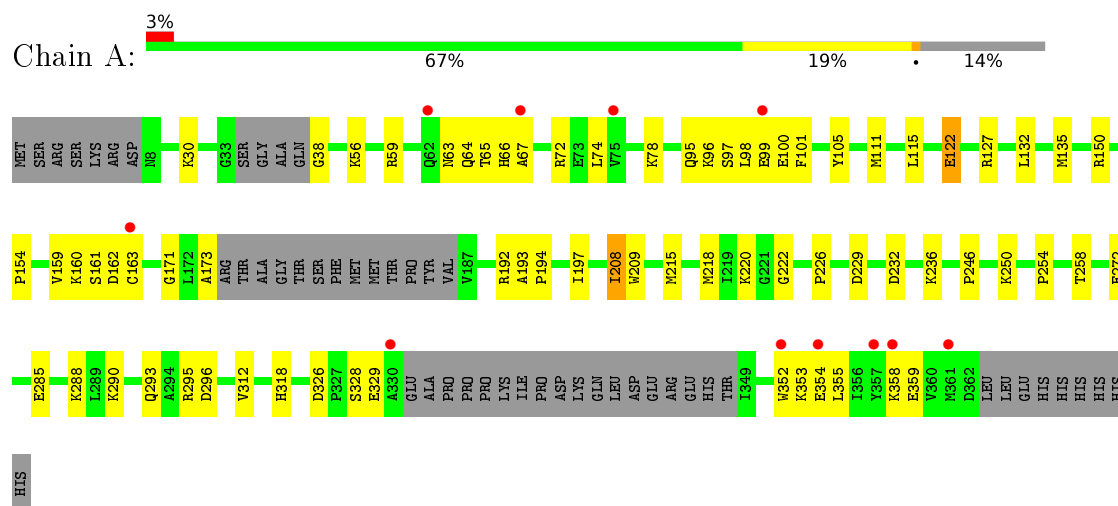 3%
Chain A:
67% 19% • 14%
MET SER ARG SER LYS ARG ASP N8 K30 G33 SER GLY ALA GLN G38 K56 R59 Q62 N63 Q64 T65 H66 A67 R72 E73 L74 V75 K78 Q95 K96 S97 L98 E99 E100 F101 Y105 M111 L115 E122 R127 L132 M135 R150
P154 V159 K160 S161 D162 C163 G171 L172 A173 ARG THR ALA GLY THR SER PHE MET MET THR PRO TYR VAL V187 R192 A193 P194 I197 I208 W209 M215 M218 I219 K220 G221 G222 P226 D229 D232 K236 P246 K250 P254 T258
E285 K288 L289 K290 Q293 A294 R295 D296 V312 H318 D326 P327 S328 E329 A330 GLU ALA PRO PRO PRO LYS ILE PRO ASP LYS GLN LEU ASP GLU ARG GLU HIS THR I349 W352 K353 E354 L355 I356 Y357 K358 E359 V360 M361 D362 LEU LEU GLU HIS HIS HIS HIS HIS
HIS